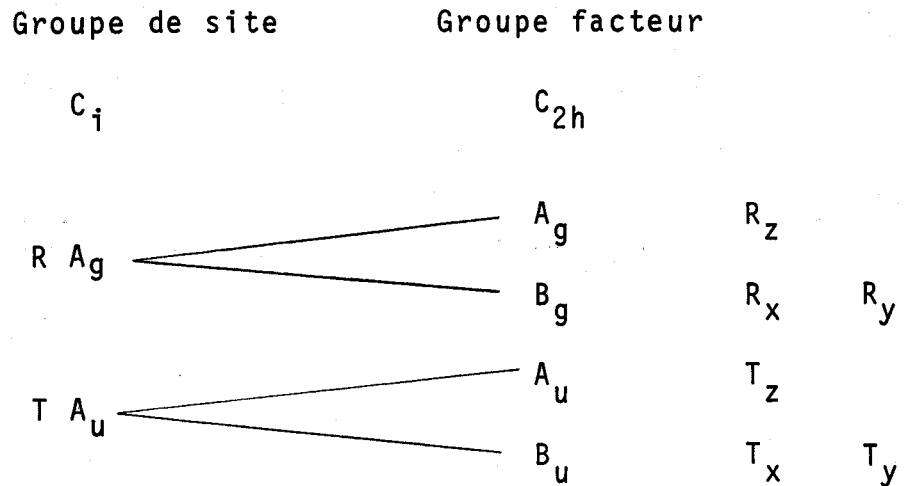 Groupe de site Groupe facteur
C_i C_2h
A_g R_z
R A_g
B_g R_x R_y
A_u T_z
T A_u
B_u T_x T_y